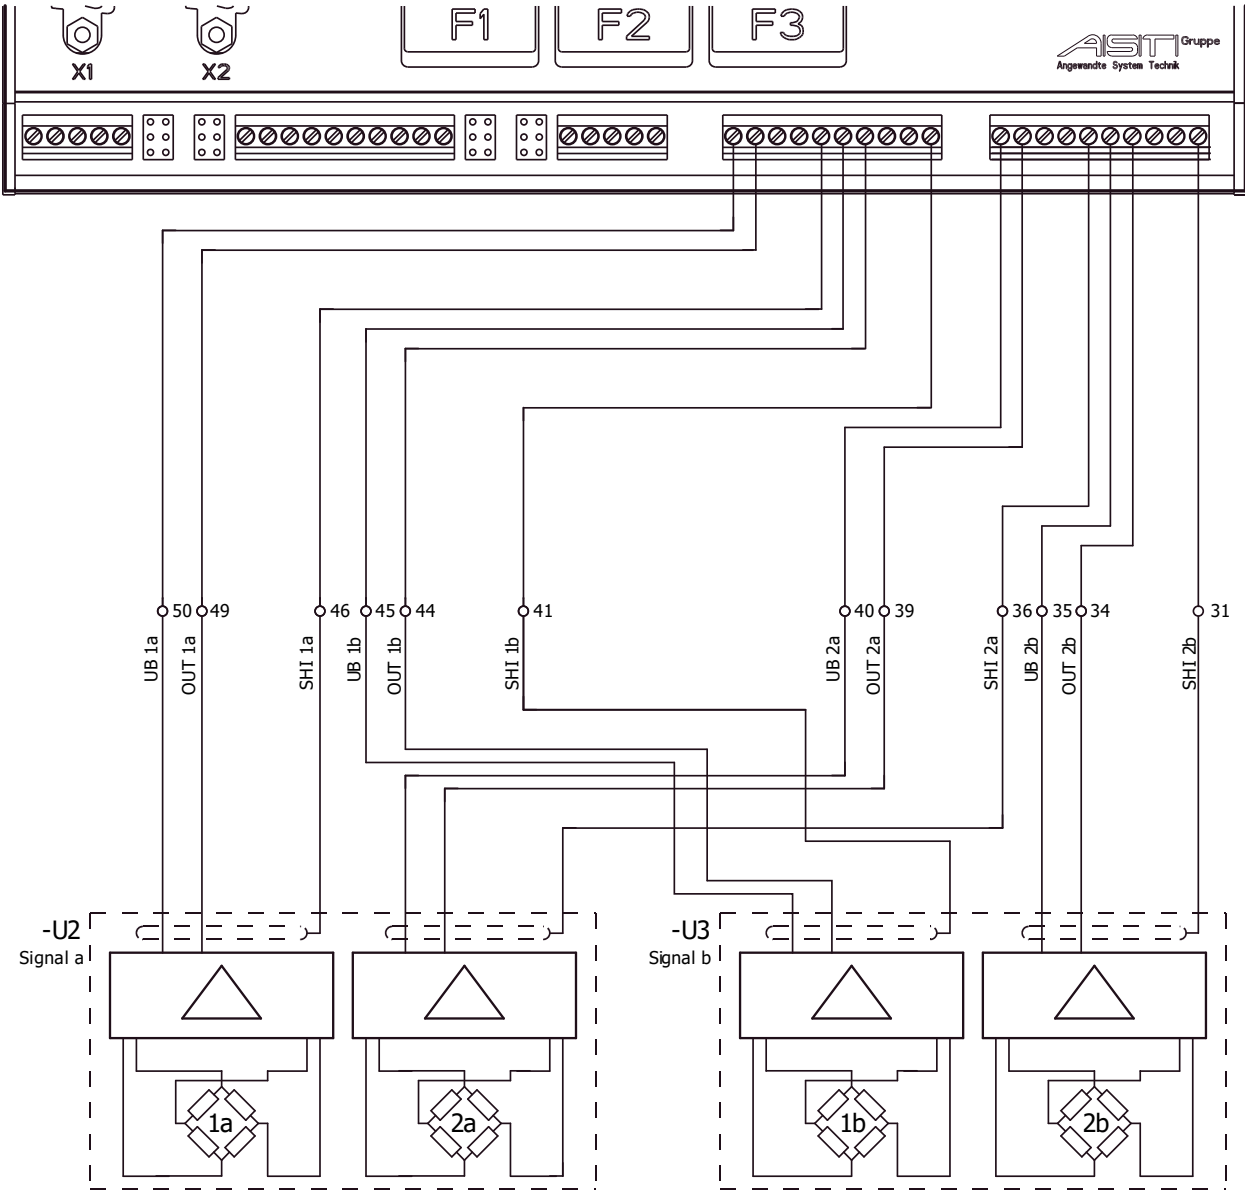 F1 F2 F3
X1 X2
AST Gruppe
Angewandte System Technik
50 49 46 45 44 41 40 39 36 35 34 31
UB 1a
OUT 1a
SHI 1a
UB 1b
OUT 1b
SHI 1b
UB 2a
OUT 2a
SHI 2a
UB 2b
OUT 2b
SHI 2b
-U2
Signal a
-U3
Signal b
1a 2a 1b 2b